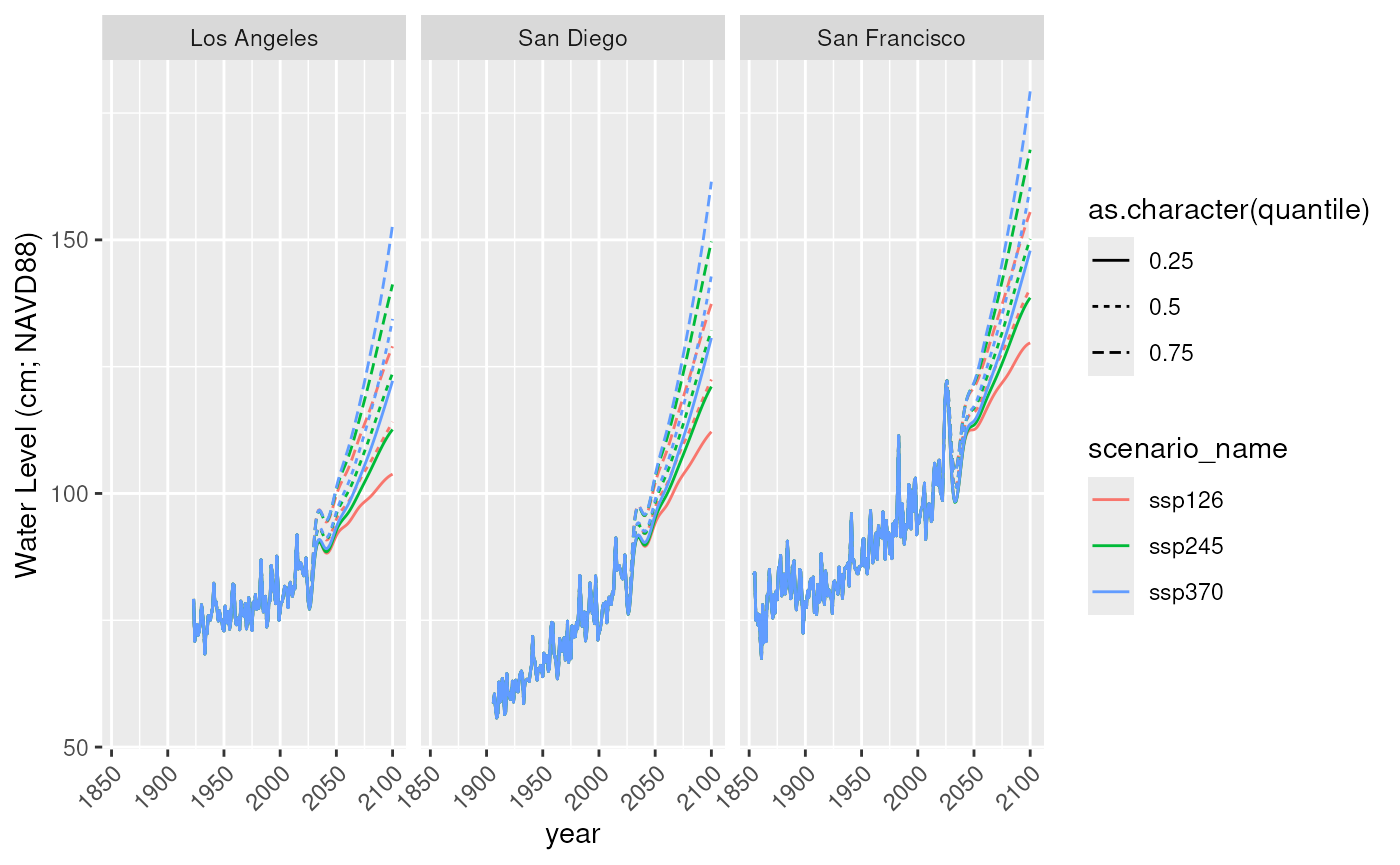 Los Angeles
San Diego
San Francisco
Water Level (cm; NAVD88)
150
100
50
1850
1900
1950
2000
2050
2100
1850
1900
1950
2000
2050
2100
1850
1900
1950
2000
2050
2100
year
as.character(quantile)
0.25
0.5
0.75
scenario_name
ssp126
ssp245
ssp370